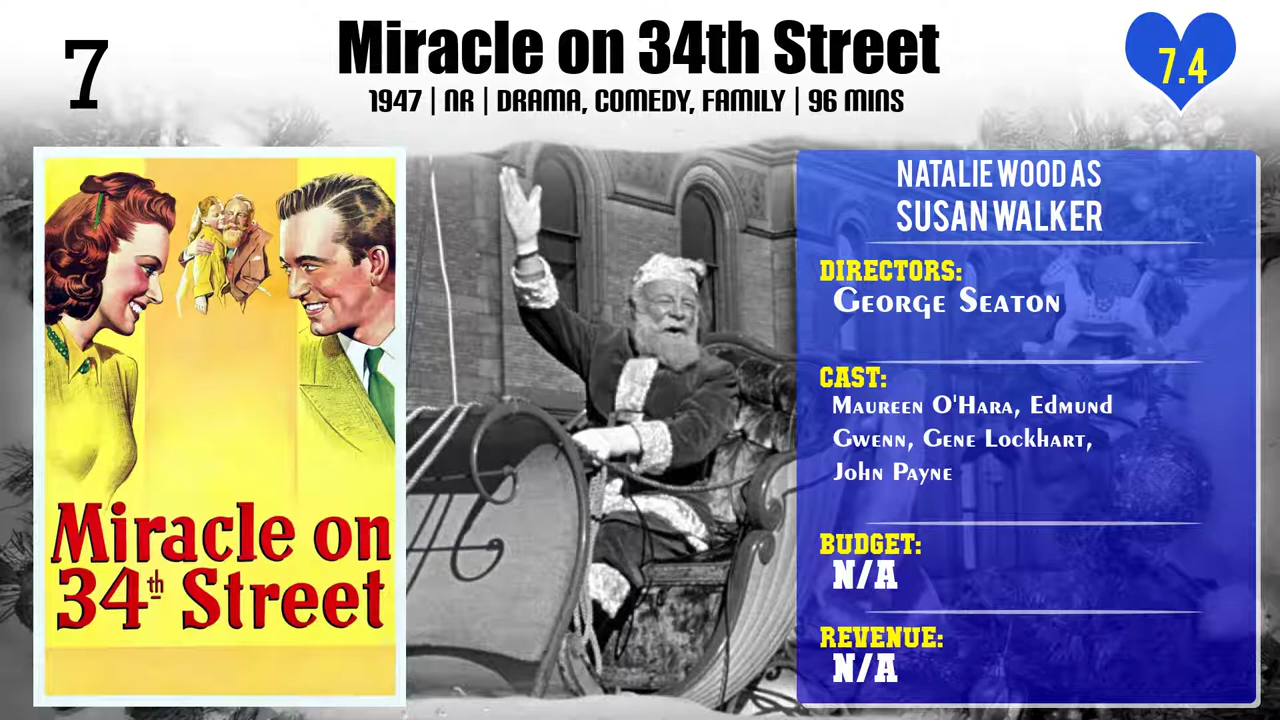 7
Miracle on 34th Street
1947 | NR | DRAMA, COMEDY, FAMILY | 96 MINS
7.4
Miracle on
34th Street
NATALIE WOOD AS
SUSAN WALKER
DIRECTORS:
George Seaton
CAST:
Maureen O'Hara, Edmund
Gwenn, Gene Lockhart,
John Payne
BUDGET:
N/A
REVENUE:
N/A